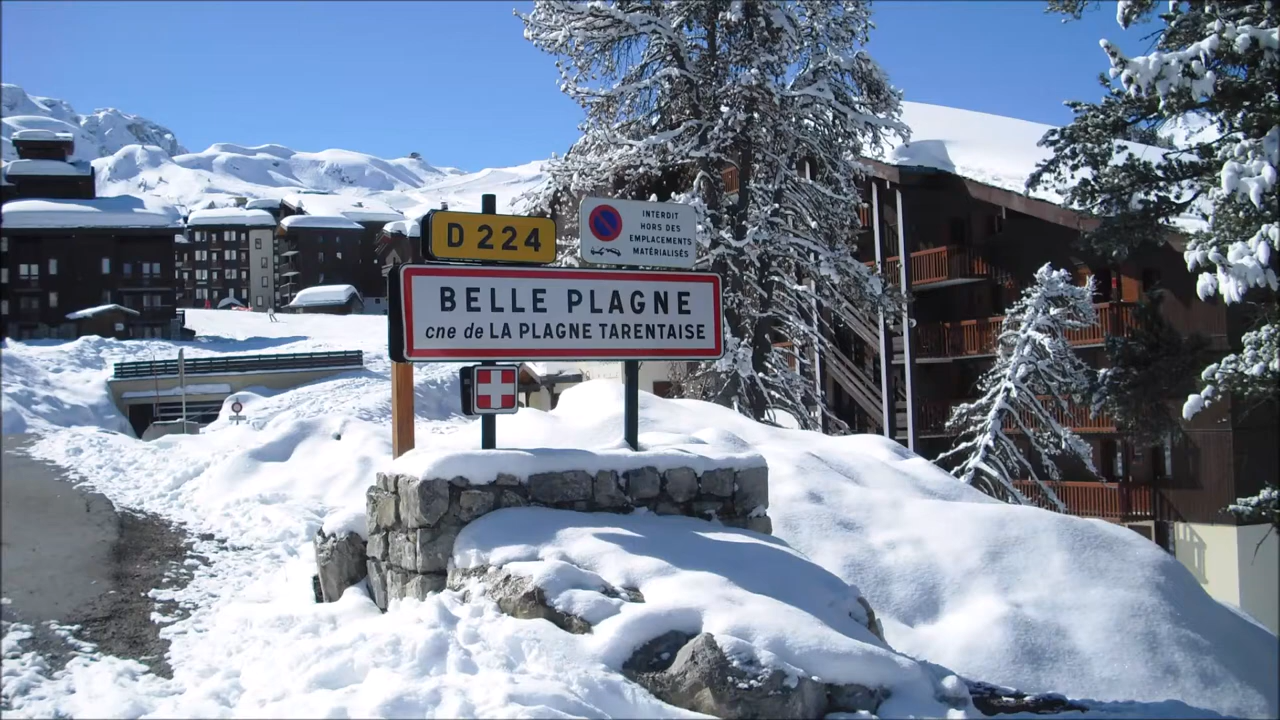 D 224
INTERDIT
HORS DES
EMPLACEMENTS
MATÉRIALISÉS
BELLE PLAGNE
cne de LA PLAGNE TARENTAISE